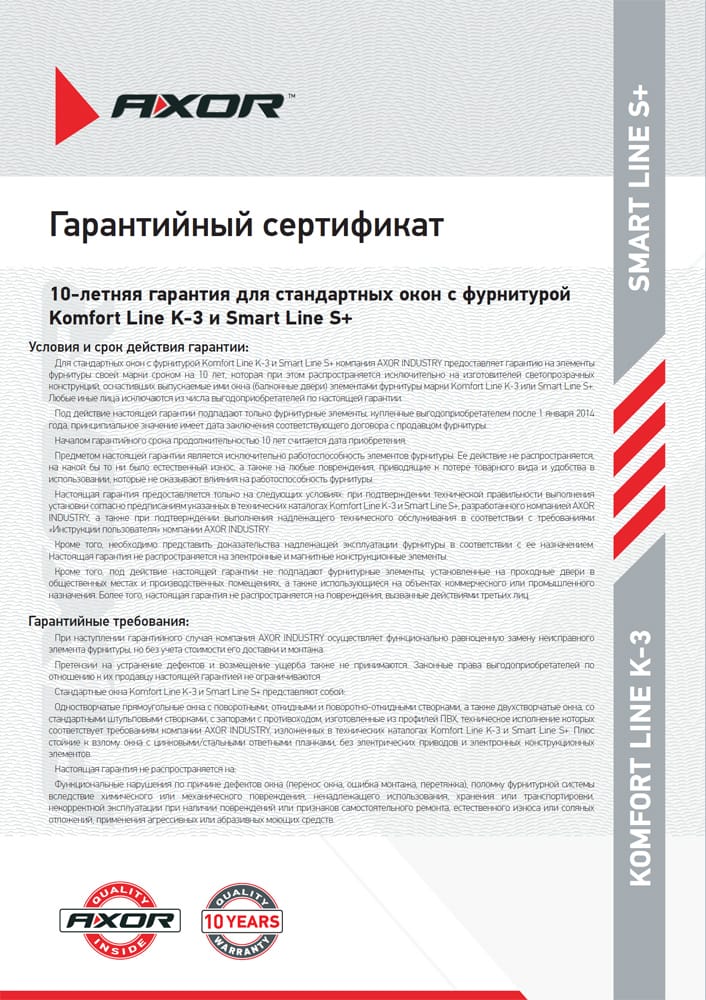 AXOR™
Гарантийный сертификат
10-летняя гарантия для стандартных окон с фурнитурой
Komfort Line K-3 и Smart Line S+
Условия и срок действия гарантии:
Для стандартных окон с фурнитурой Komfort Line K-3 и Smart Line S+ компания AXOR INDUSTRY предоставляет гарантию на элементы
фурнитуры своей марки сроком на 10 лет, которая при этом распространяется исключительно на изготовителей светопрозрачных
конструкций, оснастивших выпускаемые ими окна (балконные двери) элементами фурнитуры марки Komfort Line K-3 или Smart Line S+.
Любые иные лица исключаются из числа выгодоприобретателей по настоящей гарантии.
Под действие настоящей гарантии подпадают только фурнитурные элементы, купленные выгодоприобретателем после 1 января 2014
года, принципиальное значение имеет дата заключения соответствующего договора с продавцом фурнитуры.
Началом гарантийного срока продолжительностью 10 лет считается дата приобретения.
Предметом настоящей гарантии является исключительно работоспособность элементов фурнитуры. Ее действие не распространяется,
на какой бы то ни было естественный износ, а также на любые повреждения, приводящие к потере товарного вида и удобства в
использовании, которые не оказывают влияния на работоспособность фурнитуры.
Настоящая гарантия предоставляется только на следующих условиях: при подтверждении технической правильности выполнения
установки согласно предписаниям указанных в технических каталогах Komfort Line K-3 и Smart Line S+, разработанного компанией AXOR
INDUSTRY, а также при подтверждении выполнения надлежащего технического обслуживания в соответствии с требованиями
«Инструкции пользователя» компании AXOR INDUSTRY.
Кроме того, необходимо представить доказательства надлежащей эксплуатации фурнитуры в соответствии с ее назначением.
Настоящая гарантия не распространяется на электронные и магнитные конструкционные элементы.
Кроме того, под действие настоящей гарантии не подпадают фурнитурные элементы, установленные на проходные двери в
общественных местах и производственных помещениях, а также использующиеся на объектах коммерческого или промышленного
назначения. Более того, настоящая гарантия не распространяется на повреждения, вызванные действиями третьих лиц.
Гарантийные требования:
При наступлении гарантийного случая компания AXOR INDUSTRY осуществляет функционально равноценную замену неисправного
элемента фурнитуры, но без учета стоимости его доставки и монтажа.
Претензии на устранение дефектов и возмещение ущерба также не принимаются. Законные права выгодоприобретателей по
отношению к их продавцу настоящей гарантией не ограничиваются.
Стандартные окна Komfort Line K-3 и Smart Line S+ представляют собой:
Одностворчатые прямоугольные окна с поворотными, откидными и поворотно-откидными створками, а также двухстворчатые окна, со
стандартными штульповыми створками, с запорами с противоходом, изготовленные из профилей ПВХ, техническое исполнение которых
соответствует требованиям компании AXOR INDUSTRY, изложенных в технических каталогах Komfort Line K-3 и Smart Line S+. Плюс
стойкие к взлому окна с цинковыми/стальными ответными планками, без электрических приводов и электронных конструкционных
элементов.
Настоящая гарантия не распространяется на:
Функциональные нарушения по причине дефектов окна (перекос окна, ошибка монтажа, перетяжка), поломку фурнитурной системы
вследствие химического или механического повреждения, ненадлежащего использования, хранения или транспортировки,
некорректной эксплуатации при наличии повреждений или признаков самостоятельного ремонта, естественного износа или соляных
отложений, применения агрессивных или абразивных моющих средств.
SMART LINE S+
KOMFORT LINE K-3
QUALITY
AXOR
INSIDE
QUALITY
10 YEARS
WARRANTY